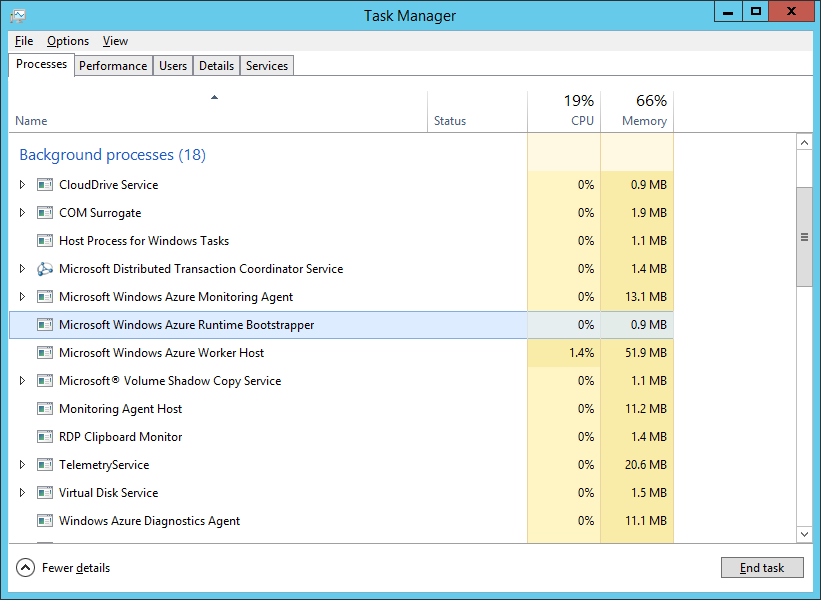 Task Manager
File Options View
Processes Performance Users Details Services
19% 66%
Name Status CPU Memory
Background processes (18)
CloudDrive Service 0% 0.9 MB
COM Surrogate 0% 1.9 MB
Host Process for Windows Tasks 0% 1.1 MB
Microsoft Distributed Transaction Coordinator Service 0% 1.4 MB
Microsoft Windows Azure Monitoring Agent 0% 13.1 MB
Microsoft Windows Azure Runtime Bootstrapper 0% 0.9 MB
Microsoft Windows Azure Worker Host 1.4% 51.9 MB
Microsoft® Volume Shadow Copy Service 0% 1.1 MB
Monitoring Agent Host 0% 11.2 MB
RDP Clipboard Monitor 0% 1.4 MB
TelemetryService 0% 20.6 MB
Virtual Disk Service 0% 1.5 MB
Windows Azure Diagnostics Agent 0% 11.1 MB
Fewer details End task